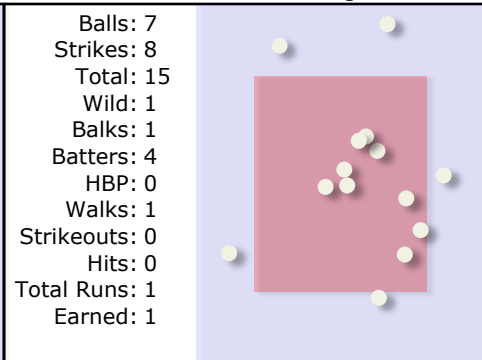 Balls: 7
Strikes: 8
Total: 15
Wild: 1
Balks: 1
Batters: 4
HBP: 0
Walks: 1
Strikeouts: 0
Hits: 0
Total Runs: 1
Earned: 1